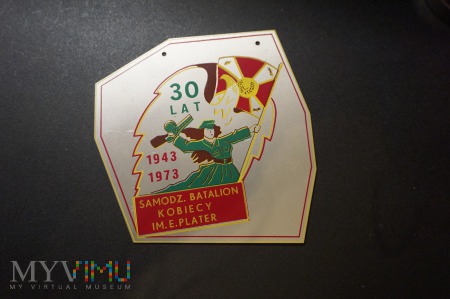 30
LAT
1943
1973
SAMODZ. BATALION
KOBIECY
IM.E.PLATER
MYVIMU
MY VIRTUAL MUSEUM